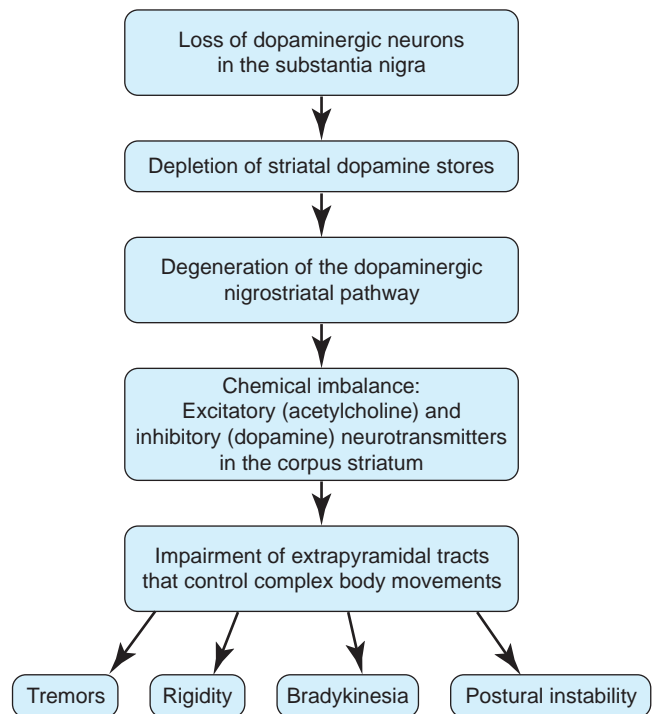 Loss of dopaminergic neurons
in the substantia nigra
Depletion of striatal dopamine stores
Degeneration of the dopaminergic
nigrostriatal pathway
Chemical imbalance:
Excitatory (acetylcholine) and
inhibitory (dopamine) neurotransmitters
in the corpus striatum
Impairment of extrapyramidal tracts
that control complex body movements
Tremors
Rigidity
Bradykinesia
Postural instability